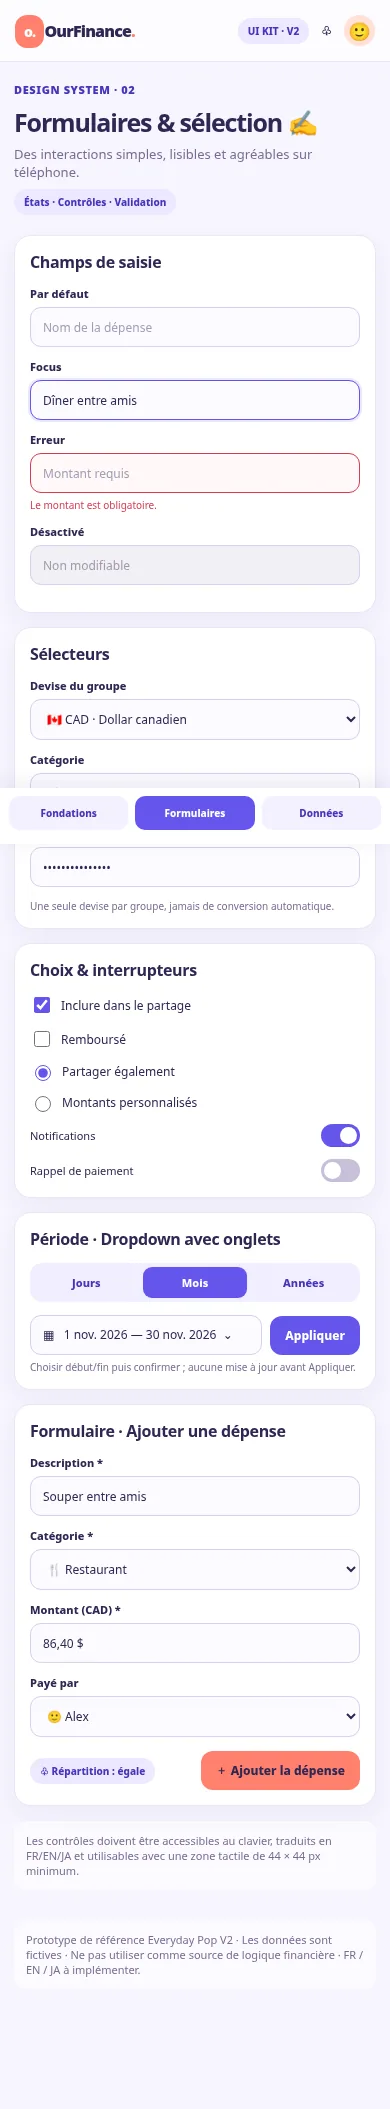 o. OurFinance.
UI KIT · V2
DESIGN SYSTEM · 02
Formulaires & sélection ✍️
Des interactions simples, lisibles et agréables sur
téléphone.
États · Contrôles · Validation
Champs de saisie
Par défaut
Nom de la dépense
Focus
Dîner entre amis
Erreur
Montant requis
Le montant est obligatoire.
Désactivé
Non modifiable
Sélecteurs
Devise du groupe
🇨🇦 CAD · Dollar canadien
Catégorie
Fondations
Formulaires
Données
•••••••••••••••
Une seule devise par groupe, jamais de conversion automatique.
Choix & interrupteurs
Inclure dans le partage
Remboursé
Partager également
Montants personnalisés
Notifications
Rappel de paiement
Période · Dropdown avec onglets
Jours
Mois
Années
▦ 1 nov. 2026 — 30 nov. 2026 ⌄
Appliquer
Choisir début/fin puis confirmer ; aucune mise à jour avant Appliquer.
Formulaire · Ajouter une dépense
Description *
Souper entre amis
Catégorie *
🍴 Restaurant
Montant (CAD) *
86,40 $
Payé par
🙂 Alex
♧ Répartition : égale
＋ Ajouter la dépense
Les contrôles doivent être accessibles au clavier, traduits en
FR/EN/JA et utilisables avec une zone tactile de 44 × 44 px
minimum.
Prototype de référence Everyday Pop V2 · Les données sont
fictives · Ne pas utiliser comme source de logique financière · FR /
EN / JA à implémenter.